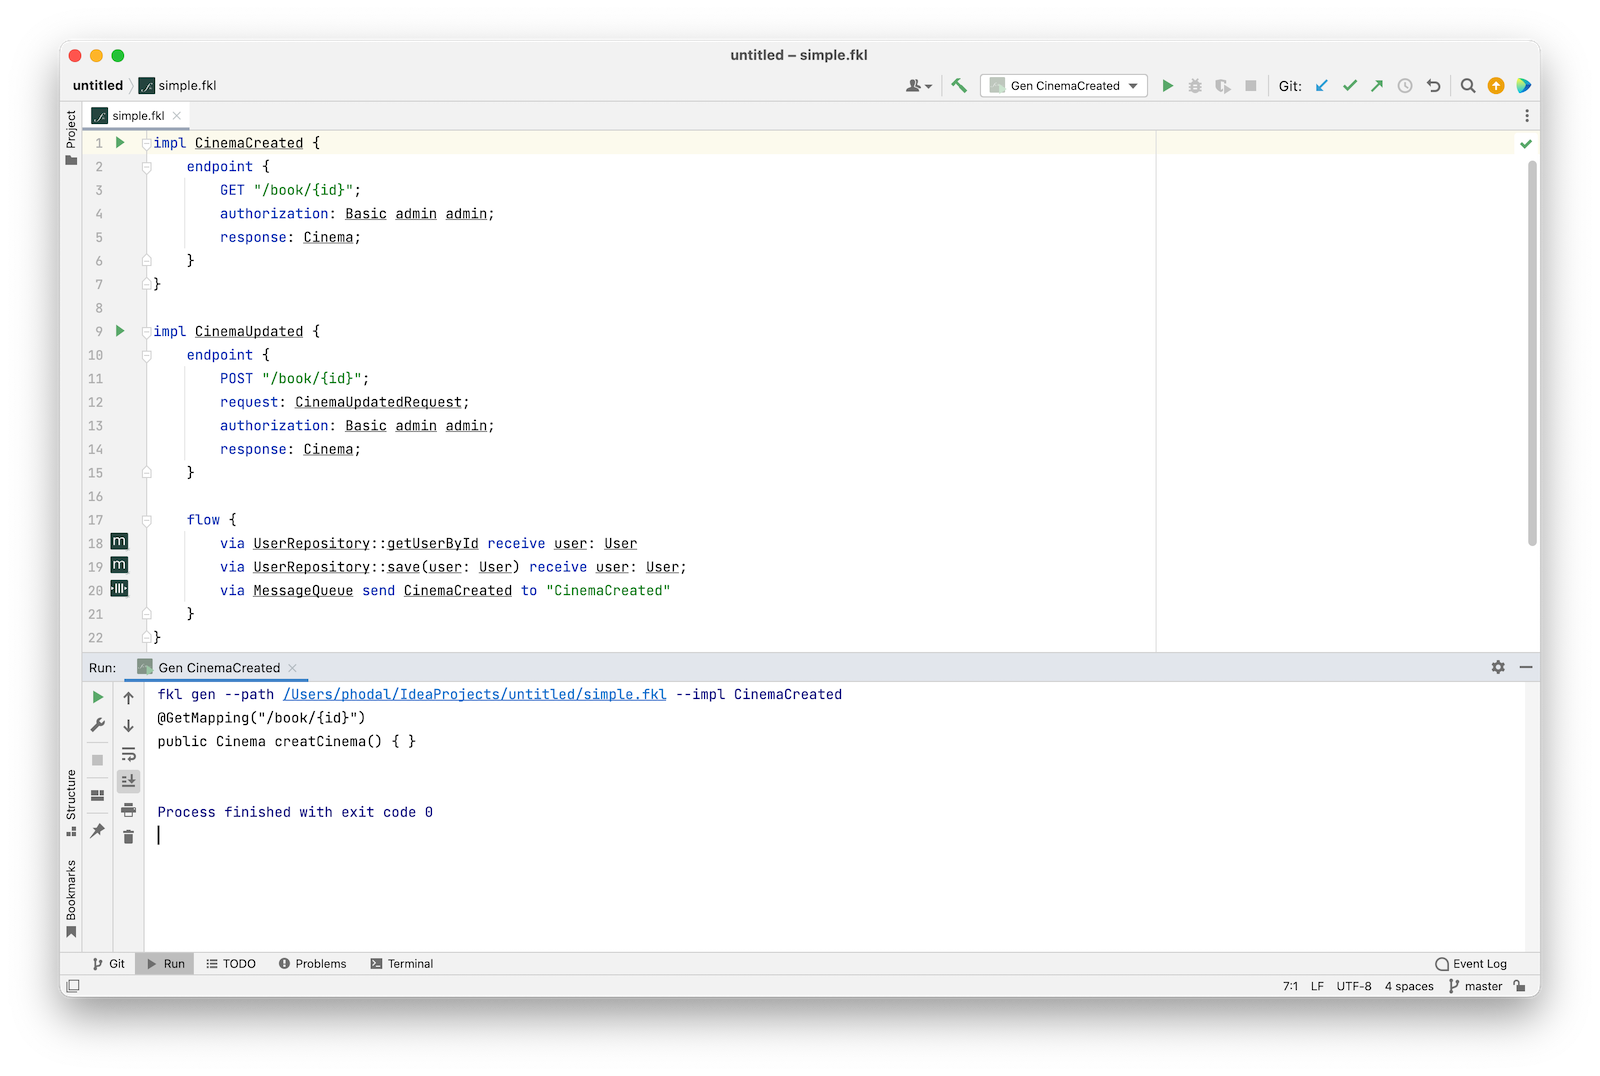 untitled – simple.fkl
untitled simple.fkl
Gen CinemaCreated
Git:
Project
simple.fkl
1 impl CinemaCreated {
2 endpoint {
3 GET "/book/{id}";
4 authorization: Basic admin admin;
5 response: Cinema;
6 }
7 }
8
9 impl CinemaUpdated {
10 endpoint {
11 POST "/book/{id}";
12 request: CinemaUpdatedRequest;
13 authorization: Basic admin admin;
14 response: Cinema;
15 }
16
17 flow {
18 via UserRepository::getUserById receive user: User
19 via UserRepository::save(user: User) receive user: User;
20 via MessageQueue send CinemaCreated to "CinemaCreated"
21 }
22 }
Run: Gen CinemaCreated
fkl gen --path /Users/phodal/IdeaProjects/untitled/simple.fkl --impl CinemaCreated
@GetMapping("/book/{id}")
public Cinema creatCinema() { }
Process finished with exit code 0
Structure
Bookmarks
Git Run TODO Problems Terminal Event Log
7:1 LF UTF-8 4 spaces master